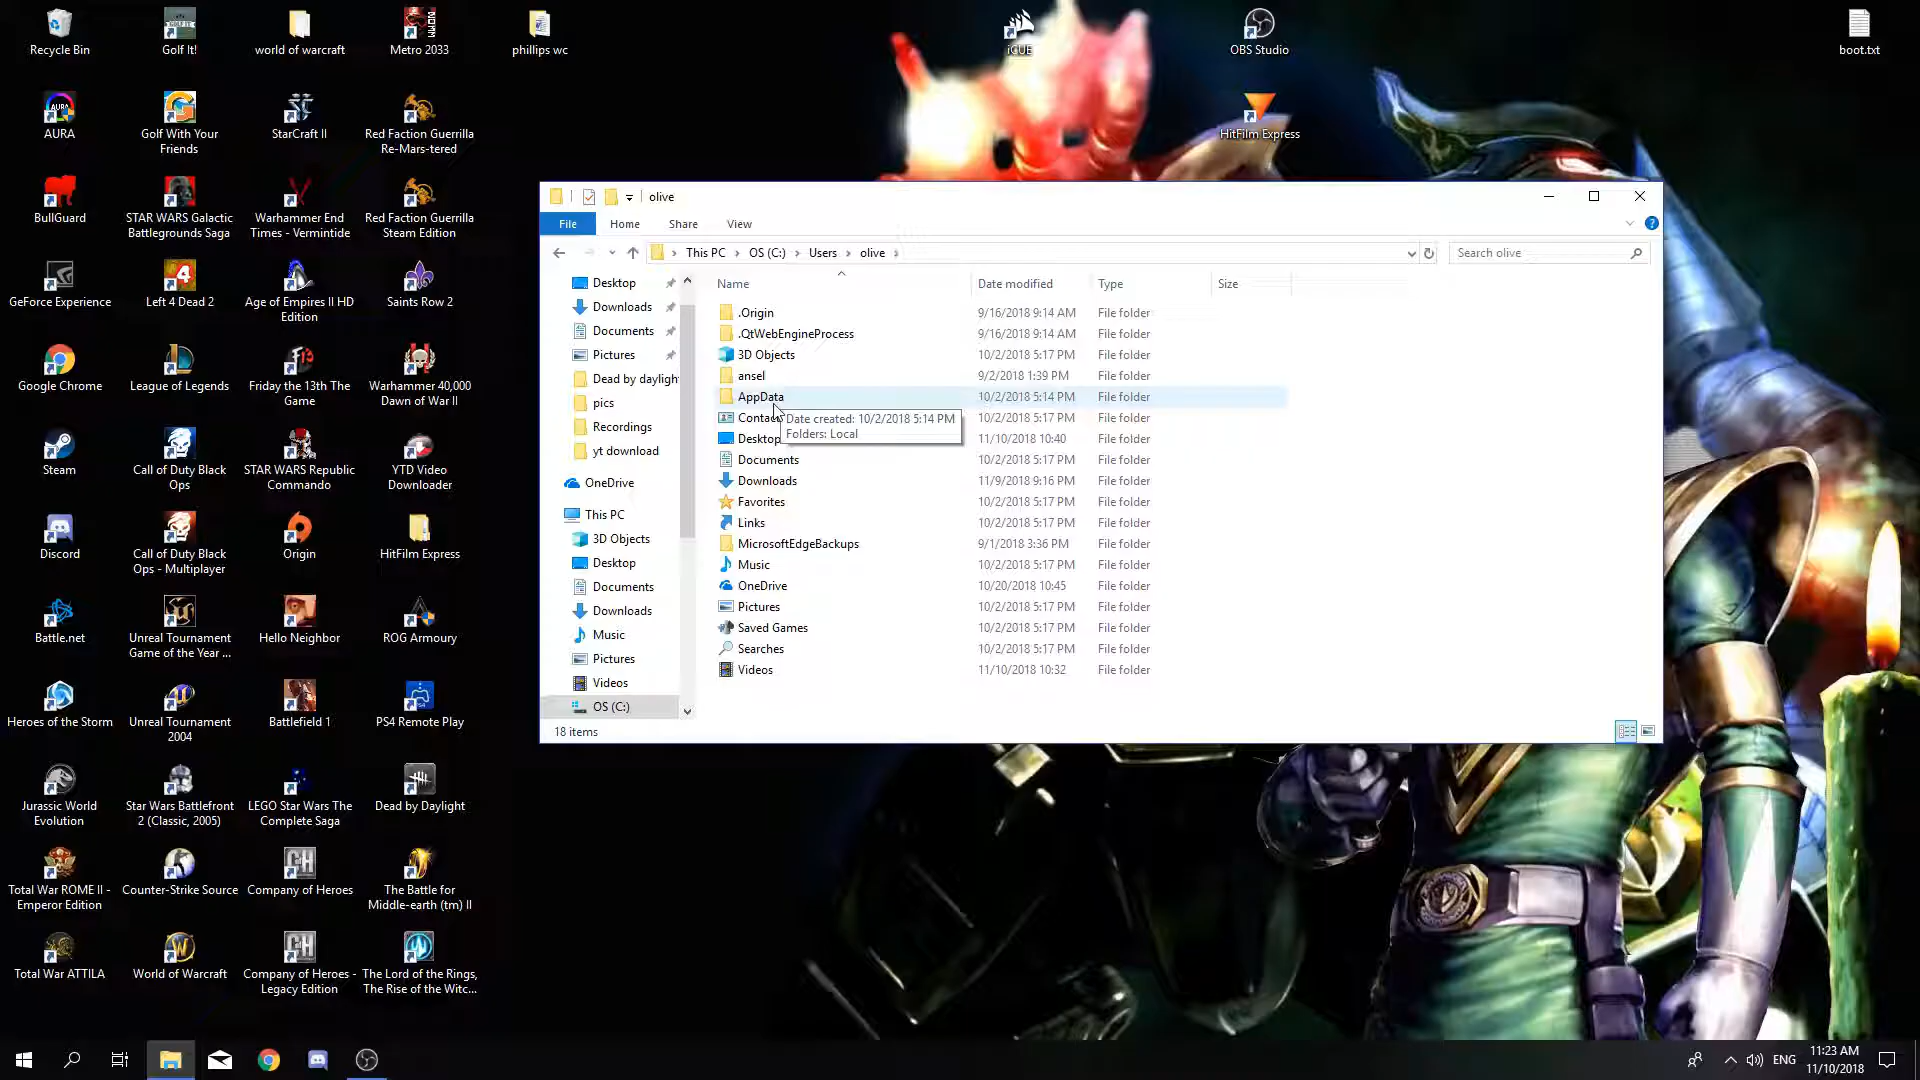 Recycle Bin
Golf It!
world of warcraft
Metro 2033
phillips wc
iCUE
OBS Studio
boot.txt
AURA
Golf With Your
Friends
StarCraft II
Red Faction Guerrilla
Re-Mars-tered
HitFilm Express
BullGuard
STAR WARS Galactic
Battlegrounds Saga
Warhammer End
Times - Vermintide
Red Faction Guerrilla
Steam Edition
GeForce Experience
Left 4 Dead 2
Age of Empires II HD
Edition
Saints Row 2
Google Chrome
League of Legends
Friday the 13th The
Game
Warhammer 40,000
Dawn of War II
Steam
Call of Duty Black
Ops
STAR WARS Republic
Commando
YTD Video
Downloader
Discord
Call of Duty Black
Ops - Multiplayer
Origin
HitFilm Express
Battle.net
Unreal Tournament
Game of the Year ...
Hello Neighbor
ROG Armoury
Heroes of the Storm
Unreal Tournament
2004
Battlefield 1
PS4 Remote Play
Jurassic World
Evolution
Star Wars Battlefront
2 (Classic, 2005)
LEGO Star Wars The
Complete Saga
Dead by Daylight
Total War ROME II -
Emperor Edition
Counter-Strike Source
Company of Heroes
The Battle for
Middle-earth (tm) II
Total War ATTILA
World of Warcraft
Company of Heroes -
Legacy Edition
The Lord of the Rings,
The Rise of the Witc...
olive
File Home Share View
This PC > OS (C:) > Users > olive >
Search olive
Desktop
Downloads
Documents
Pictures
Dead by dayligh
pics
Recordings
yt download
OneDrive
This PC
3D Objects
Desktop
Documents
Downloads
Music
Pictures
Videos
OS (C:)
Name Date modified Type Size
.Origin 9/16/2018 9:14 AM File folder
.QtWebEngineProcess 9/16/2018 9:14 AM File folder
3D Objects 10/2/2018 5:17 PM File folder
ansel 9/2/2018 1:39 PM File folder
AppData 10/2/2018 5:14 PM File folder
Contac 10/2/2018 5:17 PM File folder
Desktop 11/10/2018 10:40 File folder
Documents 10/2/2018 5:17 PM File folder
Downloads 11/9/2018 9:16 PM File folder
Favorites 10/2/2018 5:17 PM File folder
Links 10/2/2018 5:17 PM File folder
MicrosoftEdgeBackups 9/1/2018 3:36 PM File folder
Music 10/2/2018 5:17 PM File folder
OneDrive 10/20/2018 10:45 File folder
Pictures 10/2/2018 5:17 PM File folder
Saved Games 10/2/2018 5:17 PM File folder
Searches 10/2/2018 5:17 PM File folder
Videos 11/10/2018 10:32 File folder
Date created: 10/2/2018 5:14 PM
Folders: Local
18 items
ENG
11:23 AM
11/10/2018